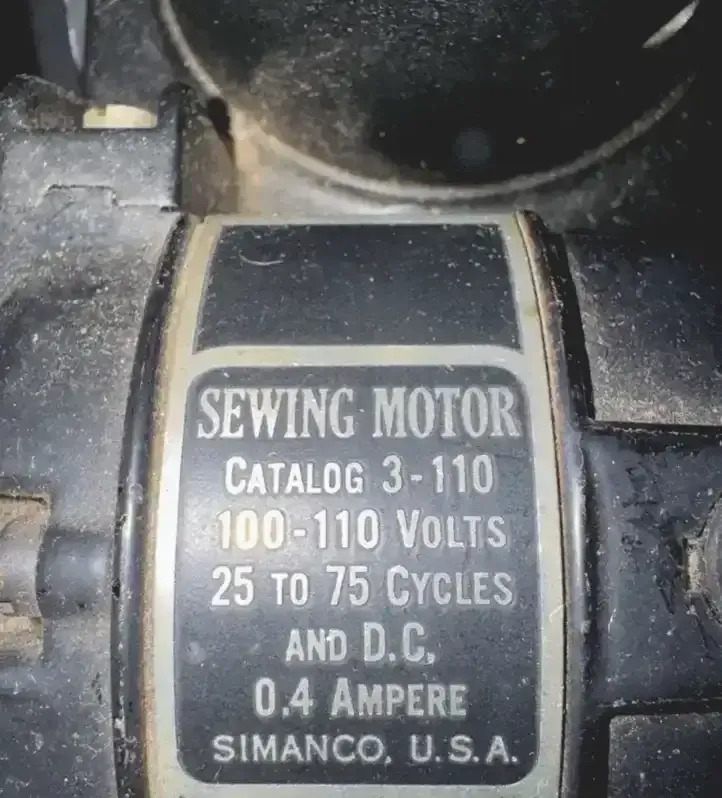 SEWING MOTOR
CATALOG 3-110
100-110 VOLTS
25 TO 75 CYCLES
AND D.C.
0.4 AMPERE
SIMANCO. U.S.A.